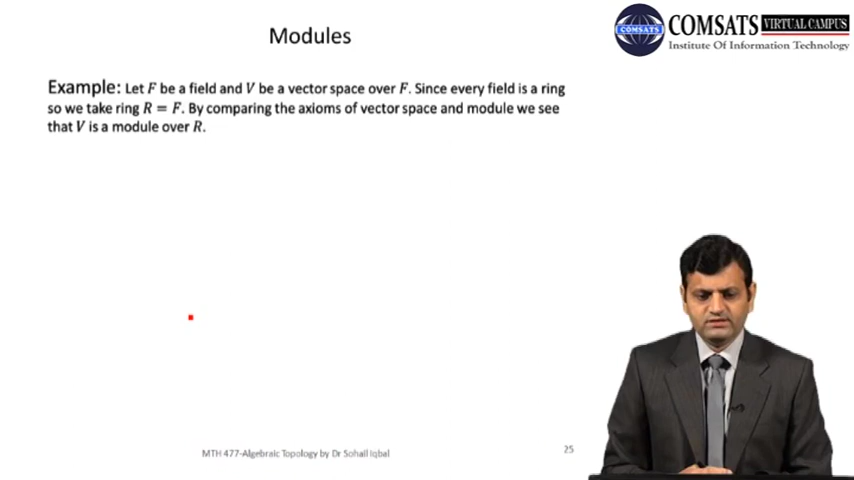 Modules
COMSATS VIRTUAL CAMPUS
Institute Of Information Technology
COMSATS
Example: Let F be a field and V be a vector space over F. Since every field is a ring
so we take ring R = F. By comparing the axioms of vector space and module we see
that V is a module over R.
MTH 477-Algebraic Topology by Dr Sohail Iqbal
25